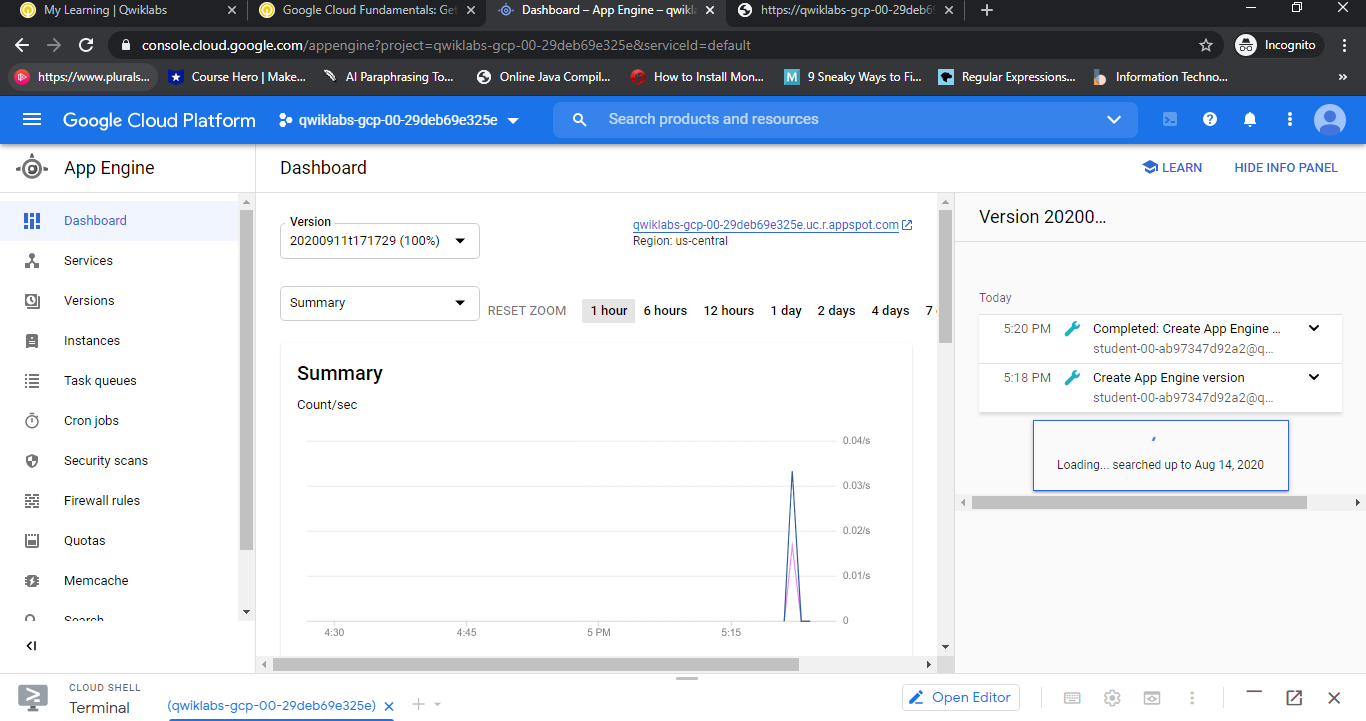 My Learning | Qwiklabs
Google Cloud Fundamentals: Get
Dashboard – App Engine – qwikl
https://qwiklabs-gcp-00-29deb69
console.cloud.google.com/appengine?project=qwiklabs-gcp-00-29deb69e325e&serviceId=default
Incognito
https://www.plurals...
Course Hero | Make...
AI Paraphrasing To...
Online Java Compil...
How to Install Mon...
M
9 Sneaky Ways to Fi...
Regular Expressions...
Information Techno...
»
Google Cloud Platform
qwiklabs-gcp-00-29deb69e325e
Search products and resources
App Engine
Dashboard
LEARN
HIDE INFO PANEL
Dashboard
Services
Versions
Instances
Task queues
Cron jobs
Security scans
Firewall rules
Quotas
Memcache
Search
Version
20200911t171729 (100%)
qwiklabs-gcp-00-29deb69e325e.uc.r.appspot.com
Region: us-central
Summary
RESET ZOOM
1 hour
6 hours
12 hours
1 day
2 days
4 days
7
Summary
Count/sec
0.04/s
0.03/s
0.02/s
0.01/s
0
4:30
4:45
5 PM
5:15
Version 20200...
Today
5:20 PM
Completed: Create App Engine ...
student-00-ab97347d92a2@q...
5:18 PM
Create App Engine version
student-00-ab97347d92a2@q...
Loading... searched up to Aug 14, 2020
CLOUD SHELL
Terminal
(qwiklabs-gcp-00-29deb69e325e)
Open Editor